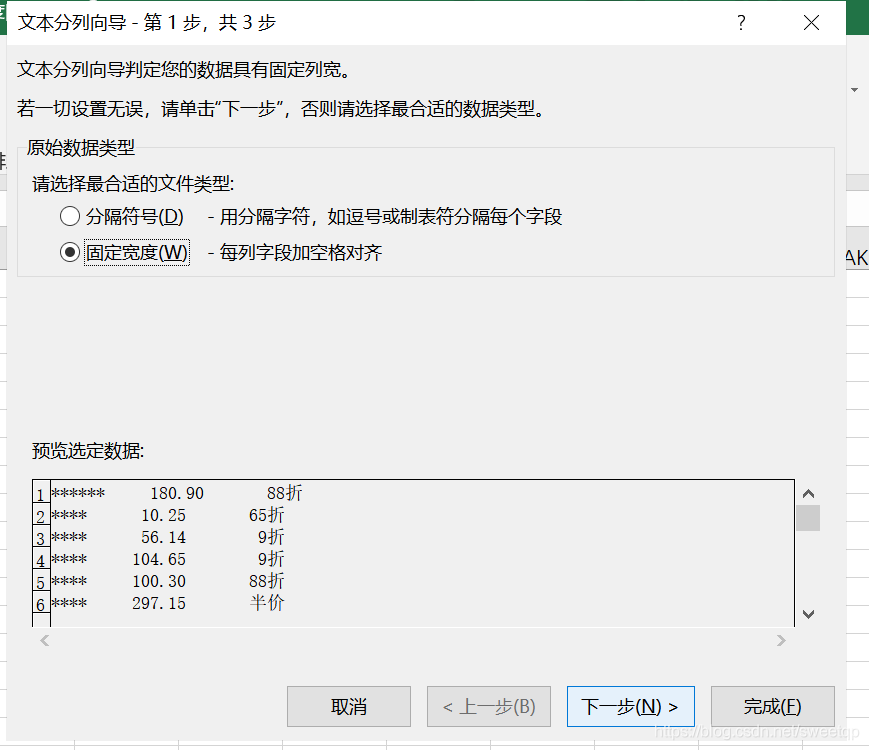 文本分列向导 - 第 1 步，共 3 步
文本分列向导判定您的数据具有固定列宽。
若一切设置无误，请单击“下一步”，否则请选择最合适的数据类型。
原始数据类型
请选择最合适的文件类型:
分隔符号(D) - 用分隔字符，如逗号或制表符分隔每个字段
固定宽度(W) - 每列字段加空格对齐
AK
预览选定数据:
1 ****** 180.90 88折
2 **** 10.25 65折
3 **** 56.14 9折
4 **** 104.65 9折
5 **** 100.30 88折
6 **** 297.15 半价
取消 < 上一步(B) 下一步(N) > 完成(F)
https://blog.csdn.net/sweetqp